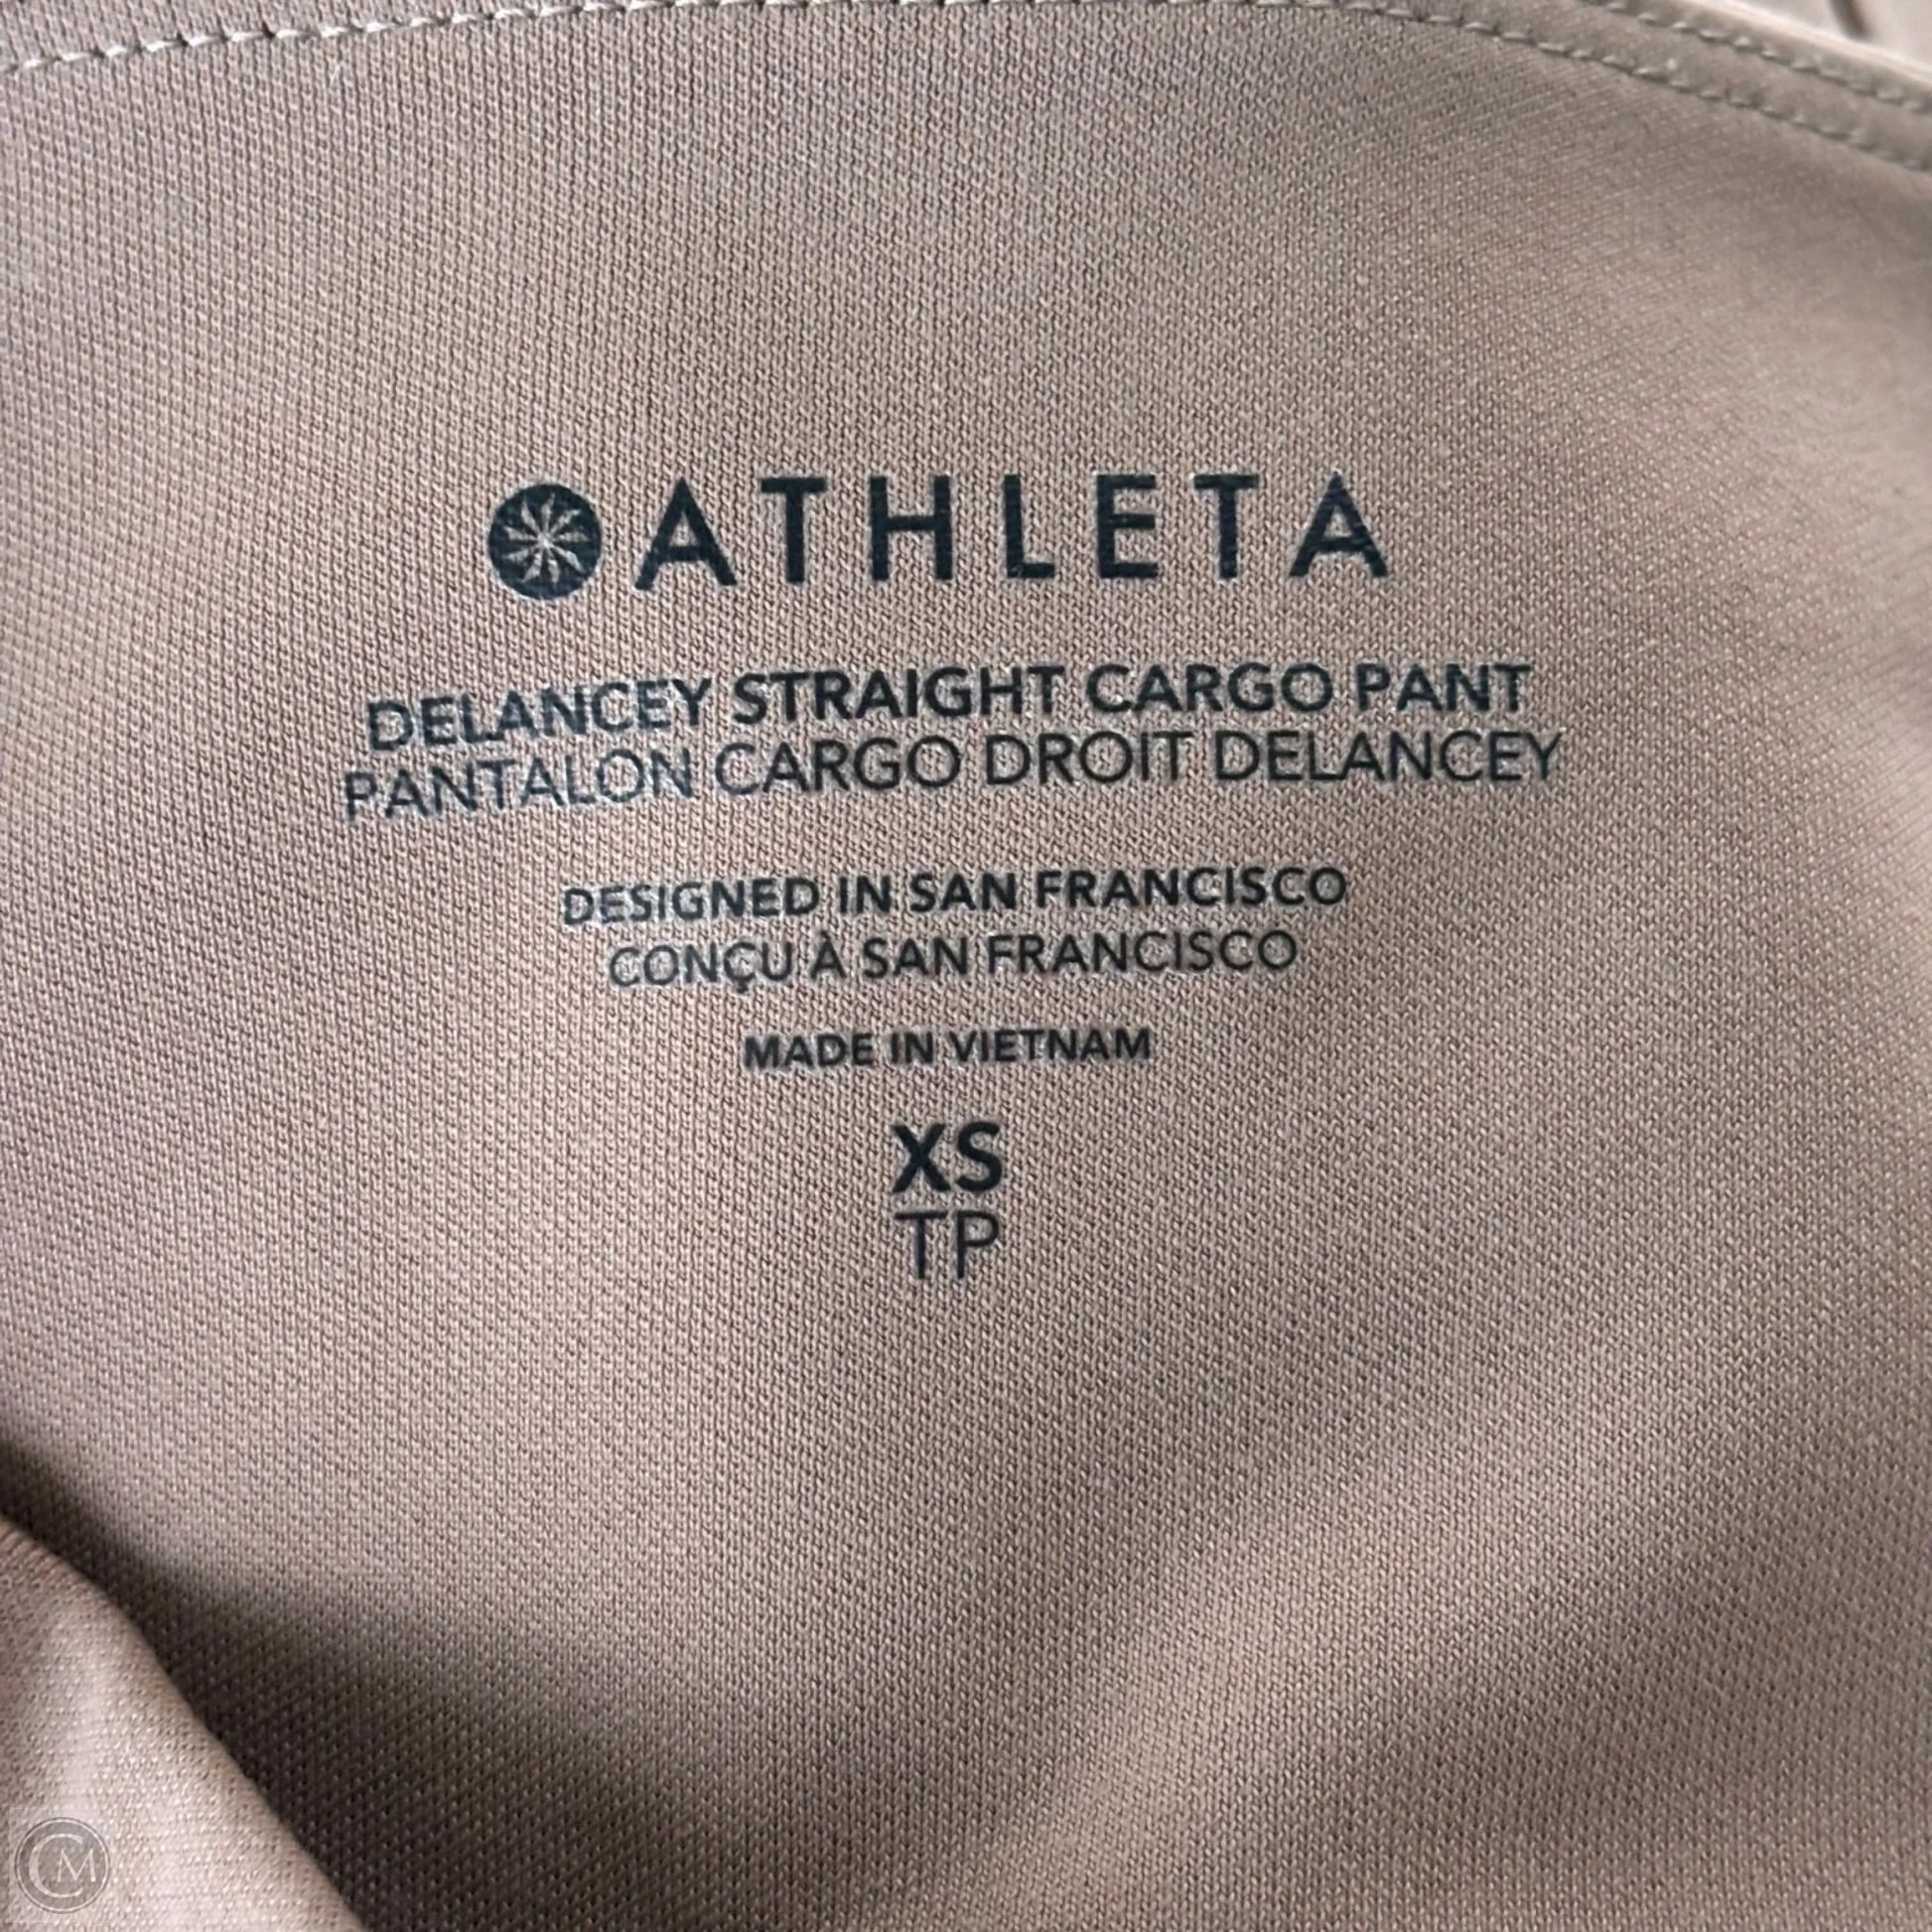 ATHLETA
DELANCEY STRAIGHT CARGO PANT
PANTALON CARGO DROIT DELANCEY
DESIGNED IN SAN FRANCISCO
CONÇU À SAN FRANCISCO
MADE IN VIETNAM
XS
TP
CM